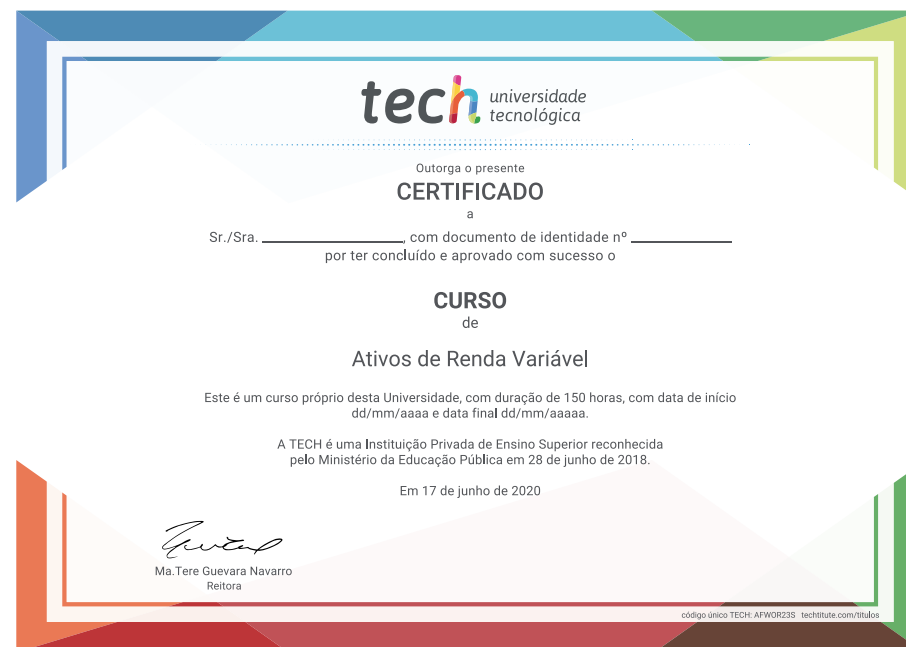 tech universidade
tecnológica
Outorga o presente
CERTIFICADO
a
Sr./Sra. ____________________, com documento de identidade nº ______________
por ter concluído e aprovado com sucesso o
CURSO
de
Ativos de Renda Variável
Este é um curso próprio desta Universidade, com duração de 150 horas, com data de início
dd/mm/aaaa e data final dd/mm/aaaaa.
A TECH é uma Instituição Privada de Ensino Superior reconhecida
pelo Ministério da Educação Pública em 28 de junho de 2018.
Em 17 de junho de 2020
Ma.Tere Guevara Navarro
Reitora
código único TECH: AFWOR23S techtitute.com/titulos